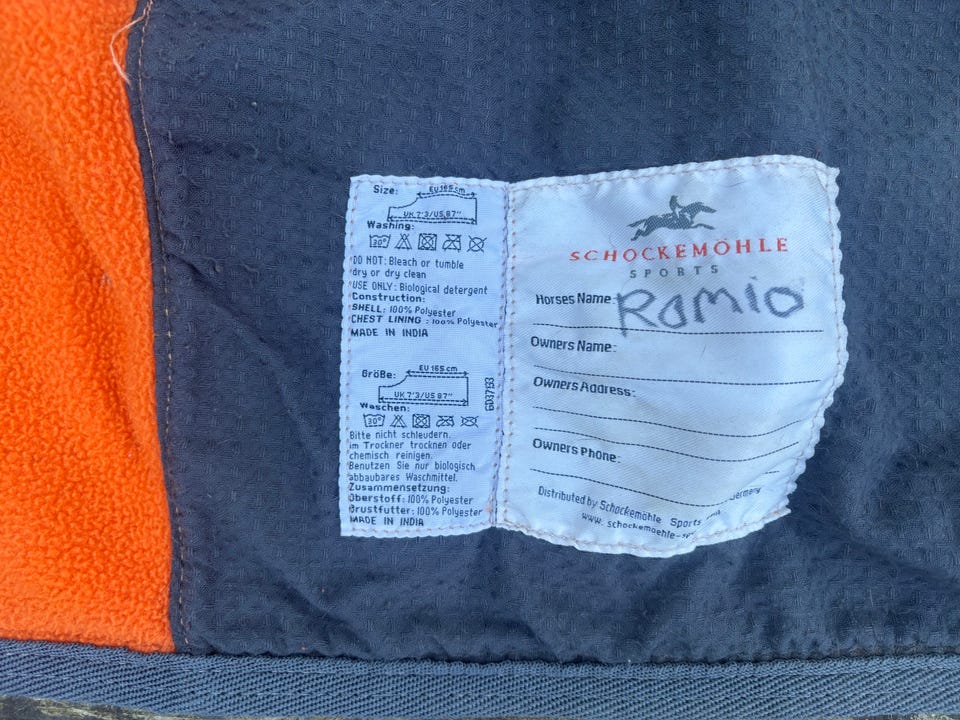 Size:
EU 165 cm
UK 7'3/US 87"
Washing:
30°
DO NOT: Bleach or tumble
dry or dry clean
USE ONLY: Biological detergent
Construction:
SHELL: 100% Polyester
CHEST LINING : 100% Polyester
MADE IN INDIA
Größe:
EU 165 cm
UK 7'3/US 87"
Waschen:
30°
Bitte nicht schleudern.
im Trockner trocknen oder
chemisch reinigen.
Benutzen Sie nur biologisch
abbaubares Waschmittel.
Zusammensetzung:
Oberstoff: 100% Polyester
Brustfutter: 100% Polyester
MADE IN INDIA
SCHOCKEMÖHLE
SPORTS
Horses Name: Romio
Owners Name:
Owners Address:
Owners Phone:
Distributed by Schockemöhle Sports Germany
www. schockemoehle-